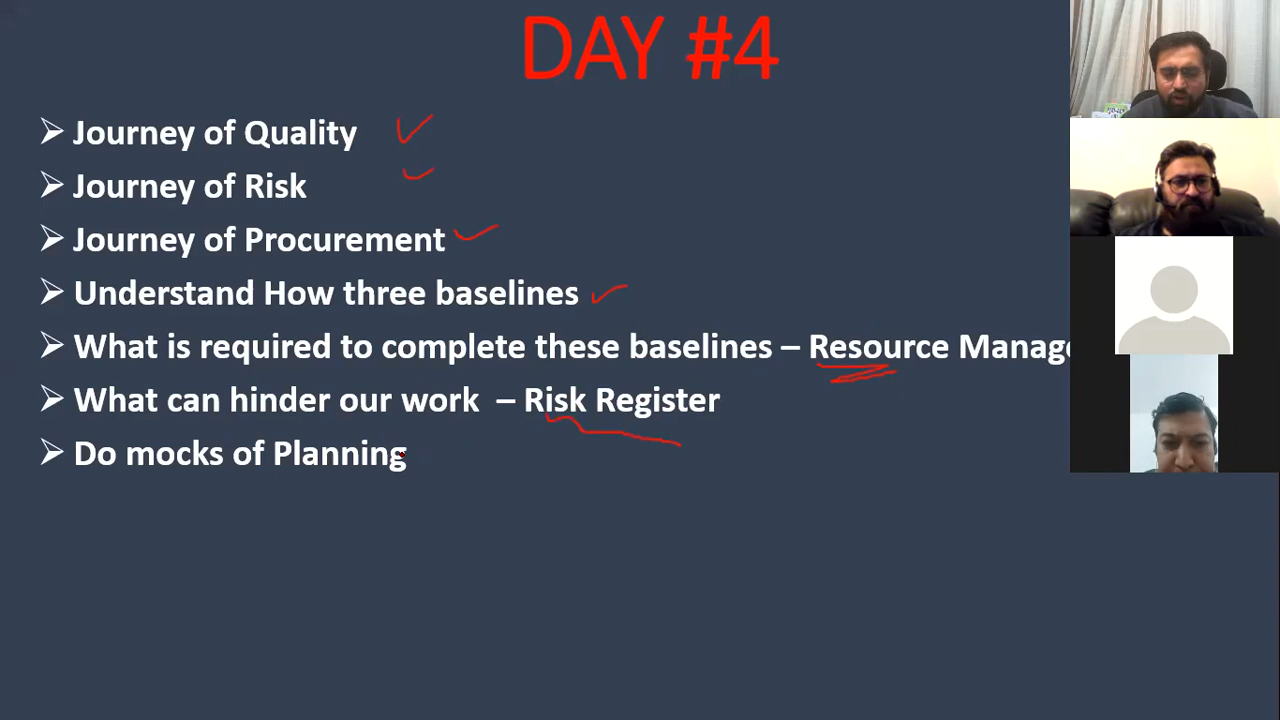 DAY #4
➢ Journey of Quality
➢ Journey of Risk
➢ Journey of Procurement
➢ Understand How three baselines
➢ What is required to complete these baselines – Resource Manage
➢ What can hinder our work – Risk Register
➢ Do mocks of Planning